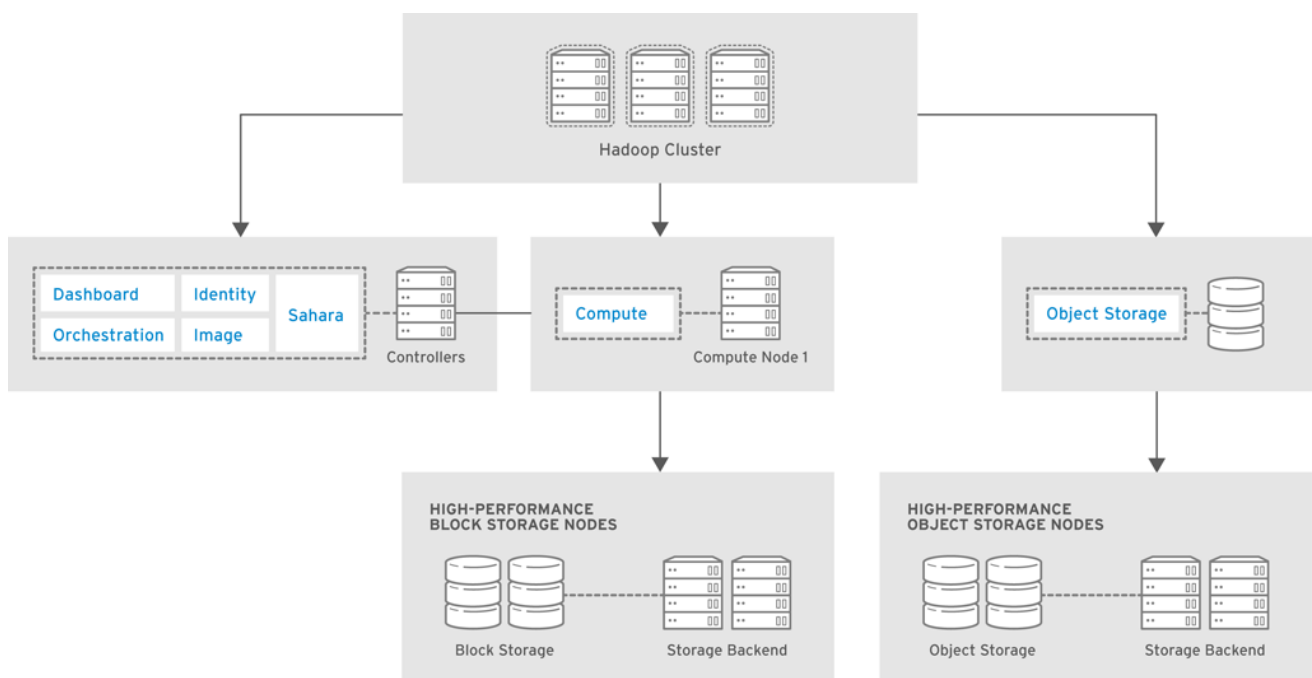 Hadoop Cluster
Dashboard
Identity
Sahara
Orchestration
Image
Controllers
Compute
Compute Node 1
Object Storage
HIGH-PERFORMANCE
BLOCK STORAGE NODES
Block Storage
Storage Backend
HIGH-PERFORMANCE
OBJECT STORAGE NODES
Object Storage
Storage Backend